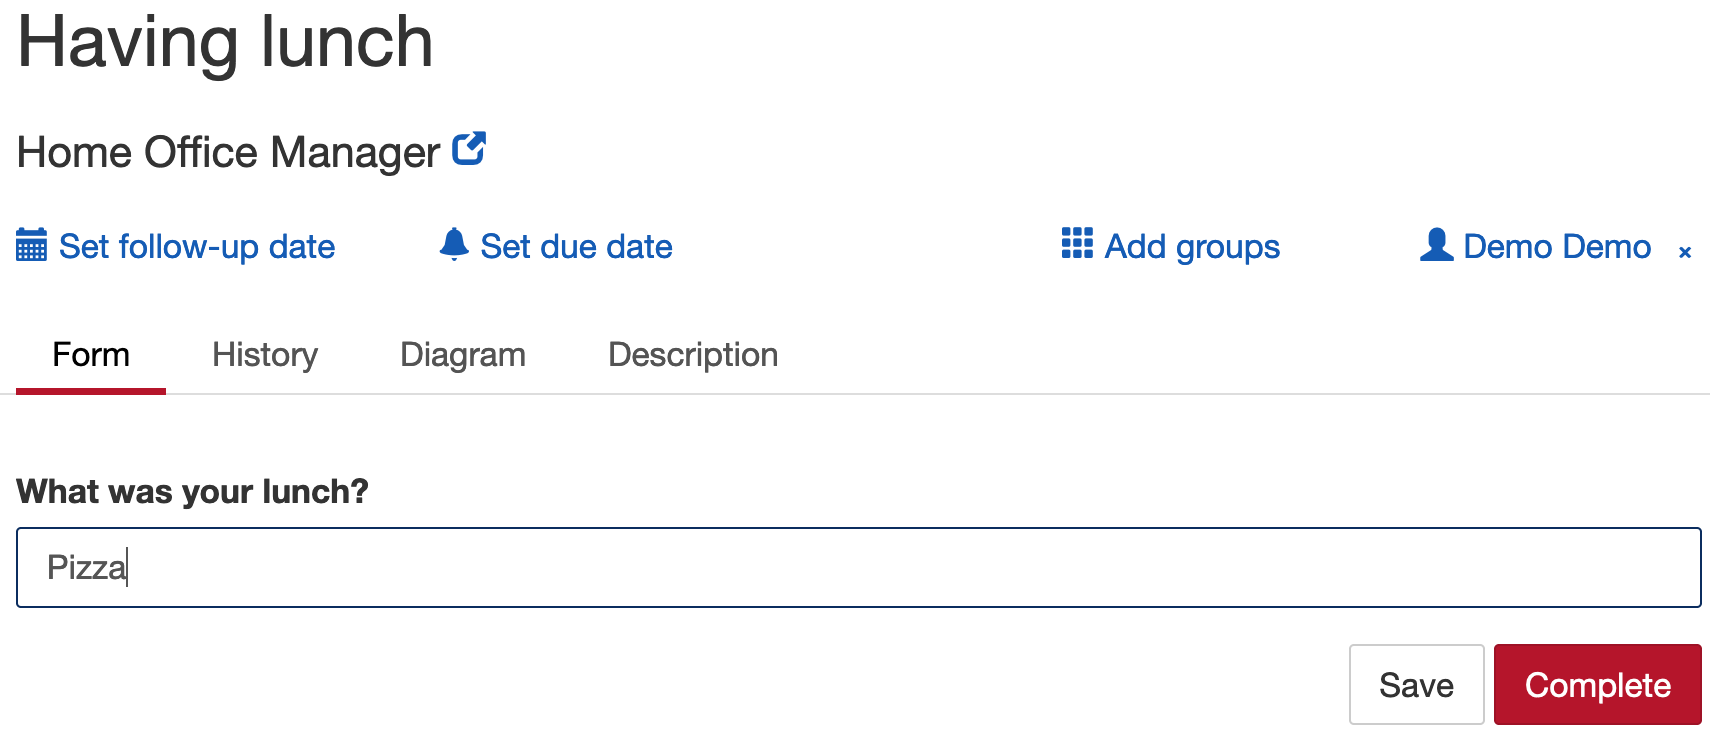 Having lunch
Home Office Manager
Set follow-up date Set due date Add groups Demo Demo ×
Form History Diagram Description
What was your lunch?
Pizza
Save Complete